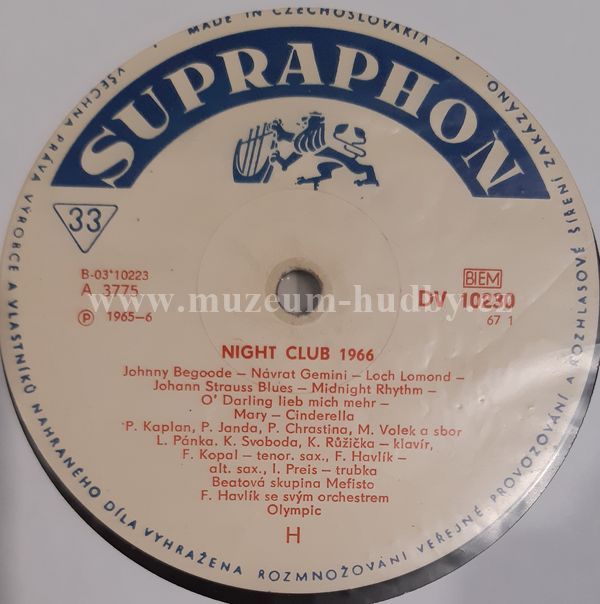 MADE IN CZECHOSLOVAKIA •
SUPRAPHON
33
B-03*10223
A 3775
Ⓟ 1965-6
BIEM
DV 10230
67 1
www.muzeum-hudby.cz
NIGHT CLUB 1966
Johnny Begoode – Návrat Gemini – Loch Lomond –
Johann Strauss Blues – Midnight Rhythm –
O' Darling lieb mich mehr –
Mary – Cinderella
P. Kaplan, P. Janda, P. Chrastina, M. Volek a sbor
L. Pánka. K. Svoboda, K. Růžička – klavír,
F. Kopal – tenor. sax., F. Havlík –
alt. sax., I. Preis – trubka
Beatová skupina Mefisto
F. Havlík se svým orchestrem
Olympic
H
VŠECHNA PRÁVA VÝROBCE A VLASTNÍKŮ NAHRANÉHO DÍLA VYHRAŽENA ROZMNOŽOVÁNÍ VEŘEJNÉ PROVOZOVÁNÍ A ROZHLASOVÉ ŠÍŘENÍ ZAKÁZÁNO •